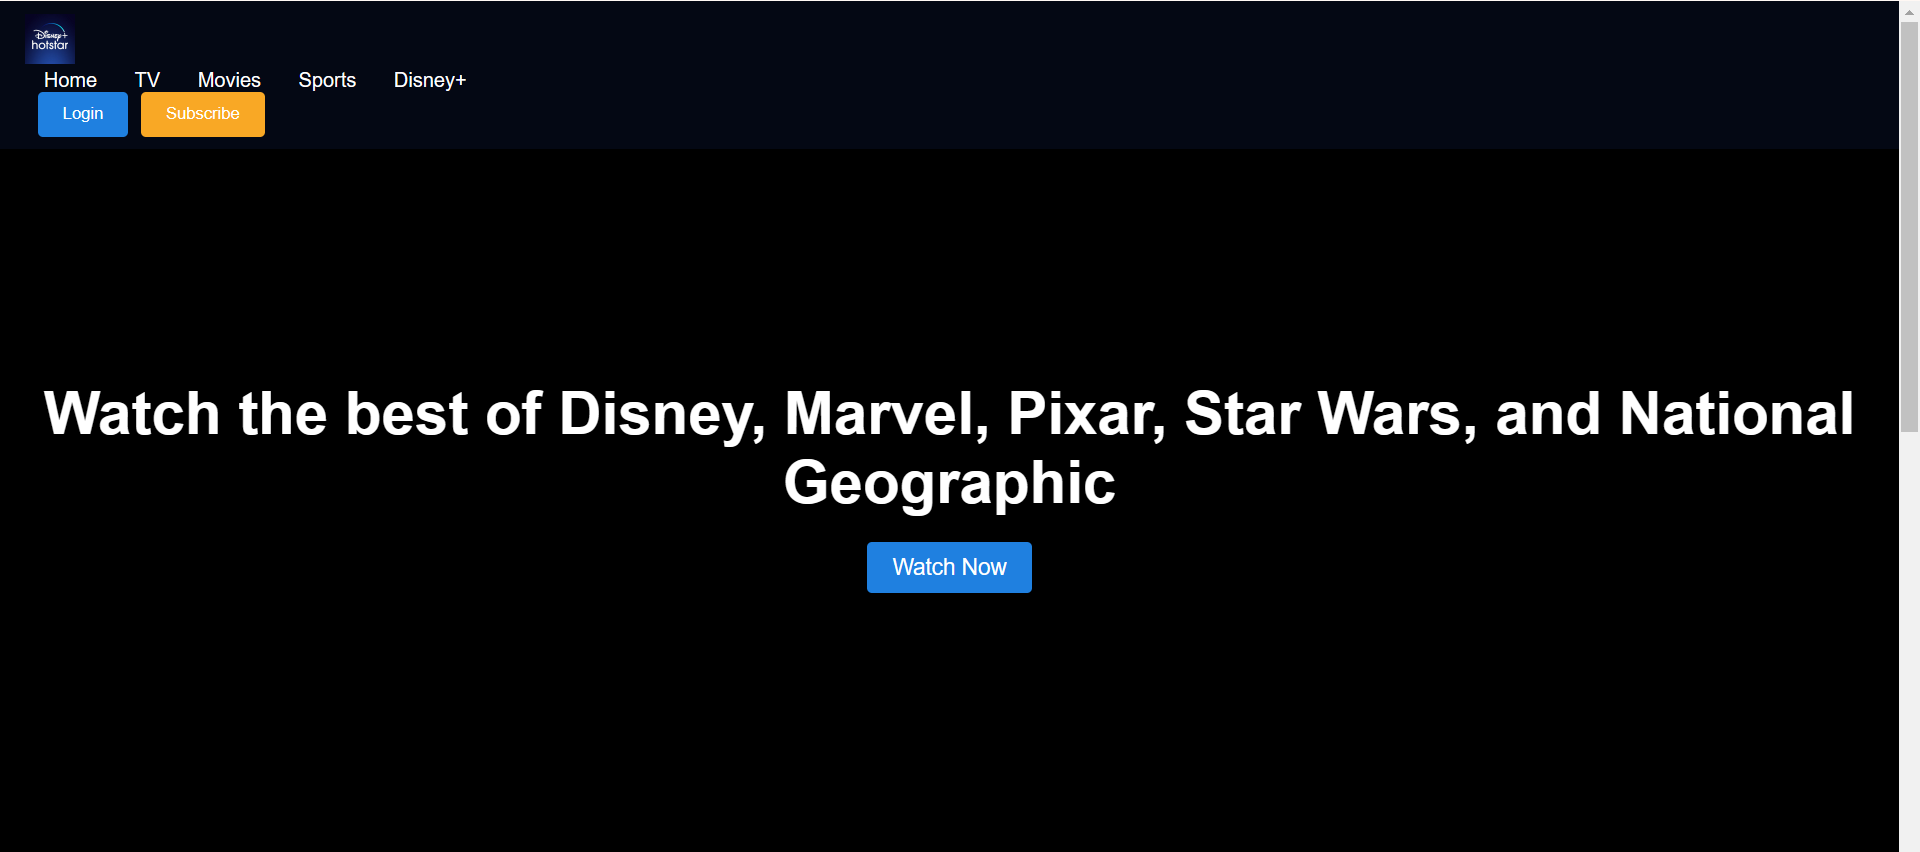 Disney+
hotstar
Home TV Movies Sports Disney+
Login Subscribe
Watch the best of Disney, Marvel, Pixar, Star Wars, and National
Geographic
Watch Now